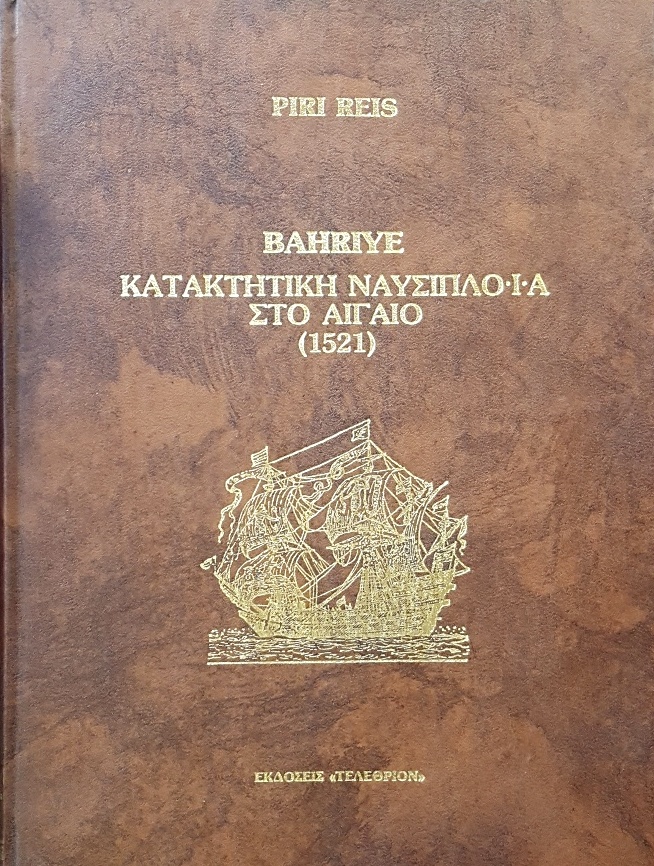 PIRI REIS
BAHRIYE
ΚΑΤΑΚΤΗΤΙΚΗ ΝΑΥΣΙΠΛΟ·Ι·Α
ΣΤΟ ΑΙΓΑΙΟ
(1521)
ΕΚΔΟΣΕΙΣ «ΤΕΛΕΘΡΙΟΝ»